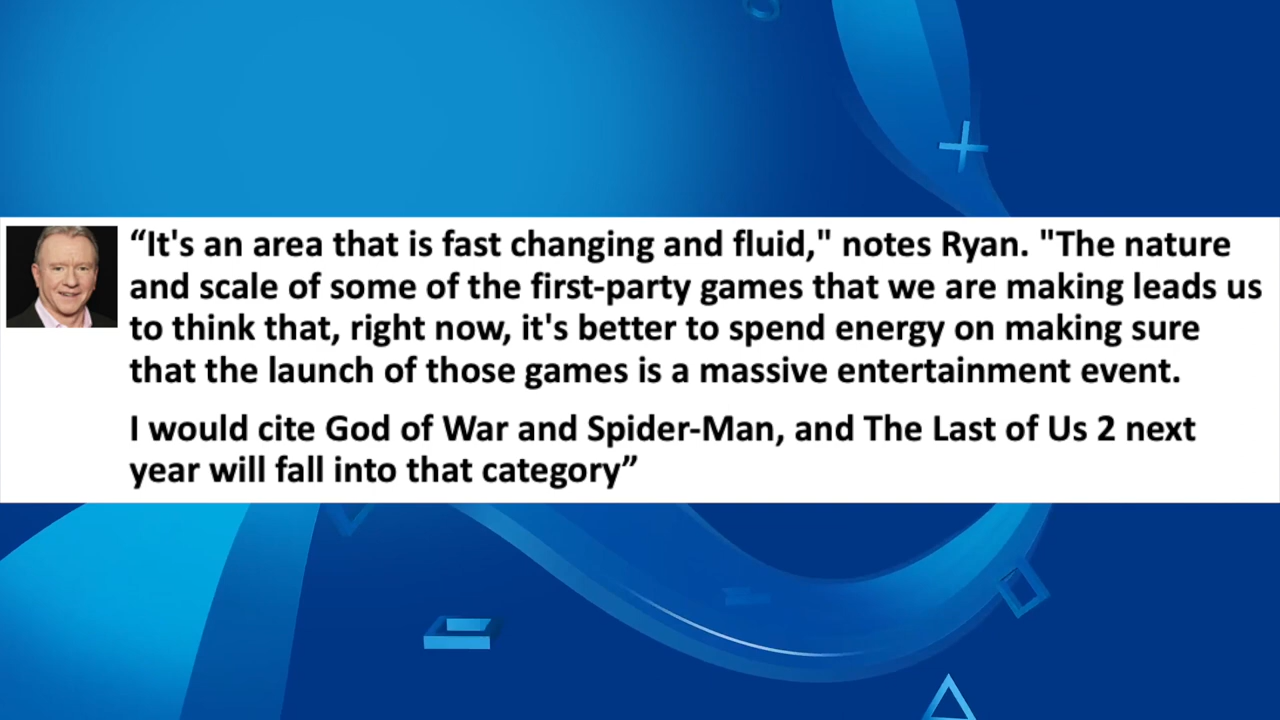 “It's an area that is fast changing and fluid," notes Ryan. "The nature
and scale of some of the first-party games that we are making leads us
to think that, right now, it's better to spend energy on making sure
that the launch of those games is a massive entertainment event.
I would cite God of War and Spider-Man, and The Last of Us 2 next
year will fall into that category”